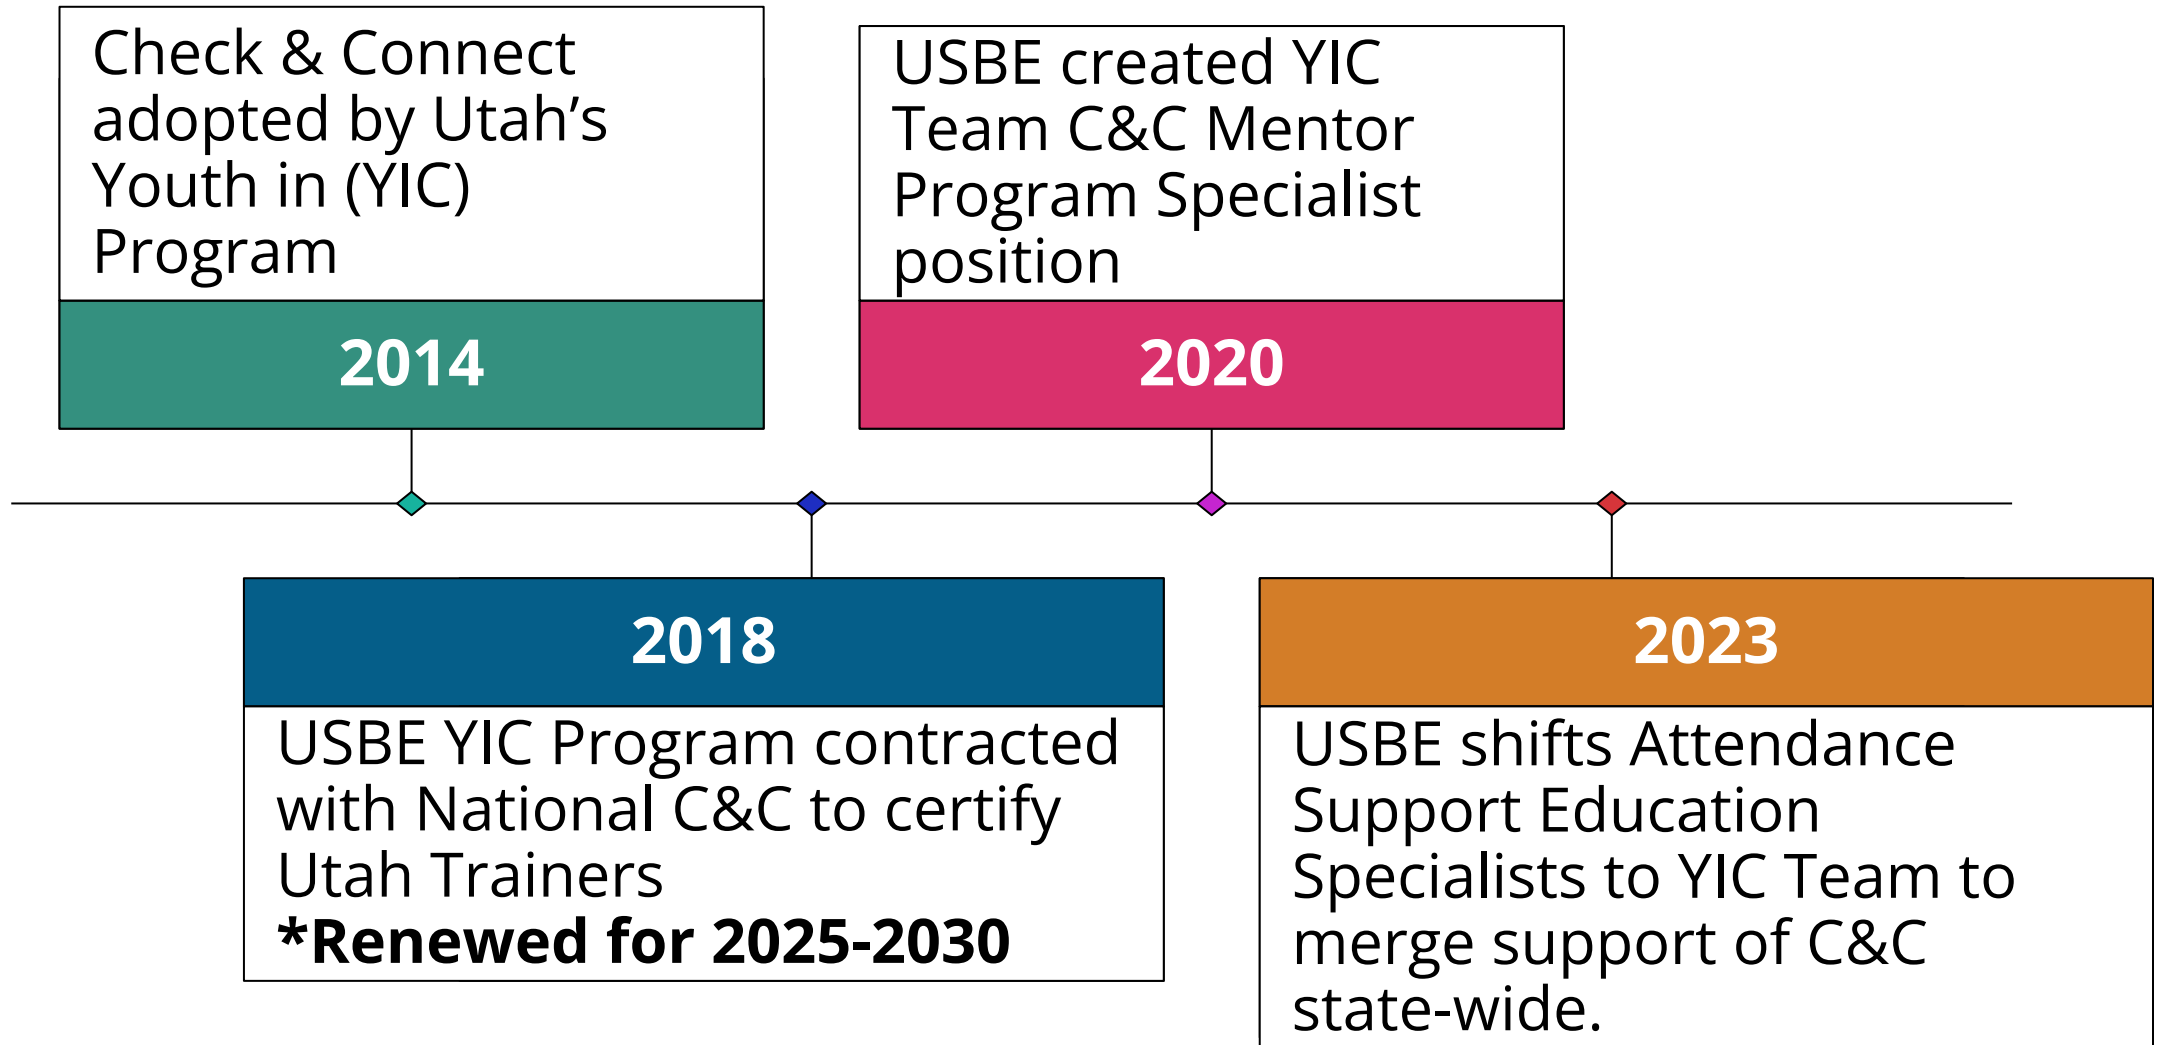 Check & Connect
adopted by Utah’s
Youth in (YIC)
Program
2014
USBE created YIC
Team C&C Mentor
Program Specialist
position
2020
2018
USBE YIC Program contracted
with National C&C to certify
Utah Trainers
*Renewed for 2025-2030
2023
USBE shifts Attendance
Support Education
Specialists to YIC Team to
merge support of C&C
state-wide.